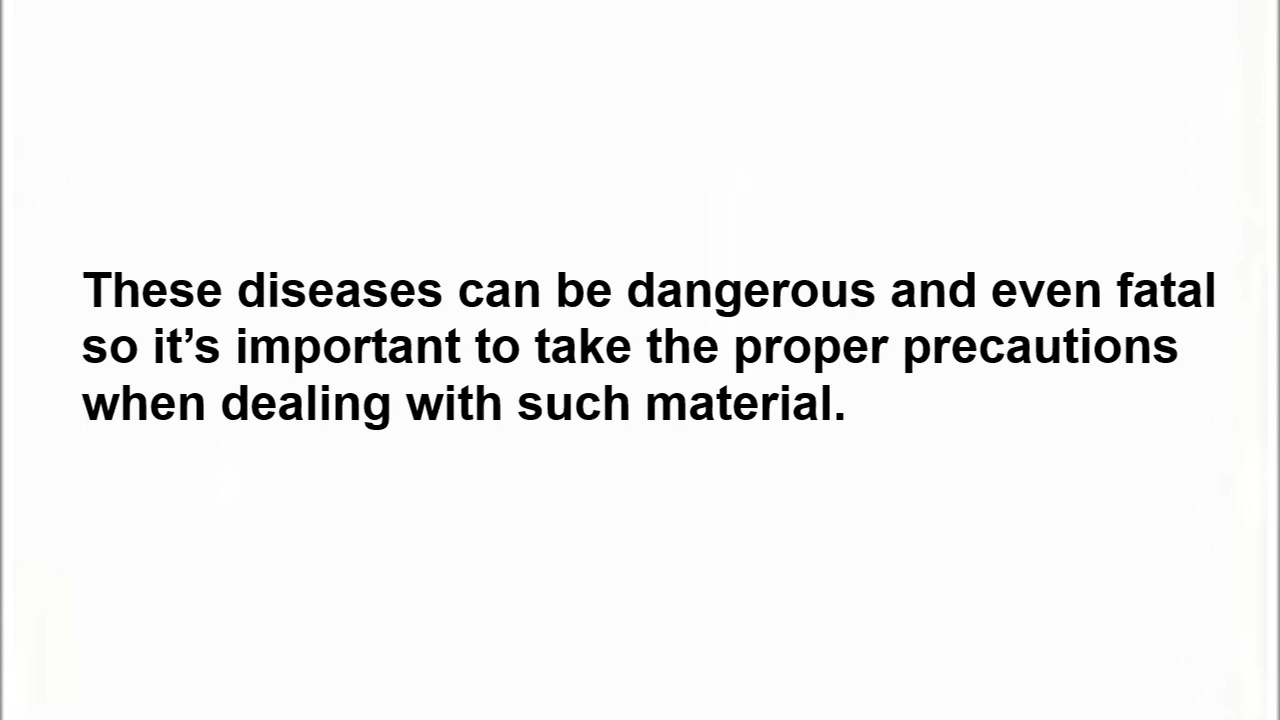 These diseases can be dangerous and even fatal
so it’s important to take the proper precautions
when dealing with such material.